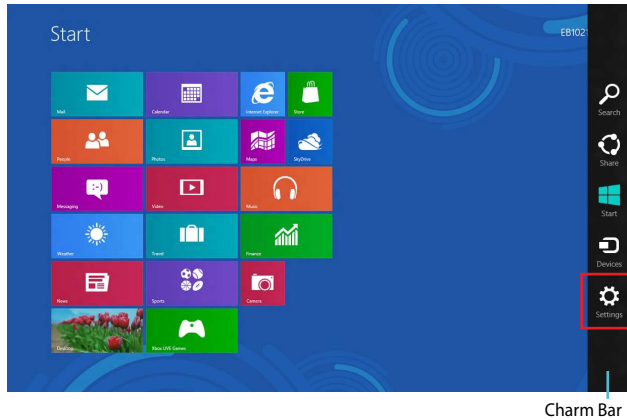 Start
EB1021
Mail
Calendar
Internet Explorer
Store
People
Photos
Maps
SkyDrive
Messaging
Video
Music
Weather
Travel
Finance
News
Sports
Camera
Desktop
Xbox LIVE Games
Search
Share
Start
Devices
Settings
Charm Bar